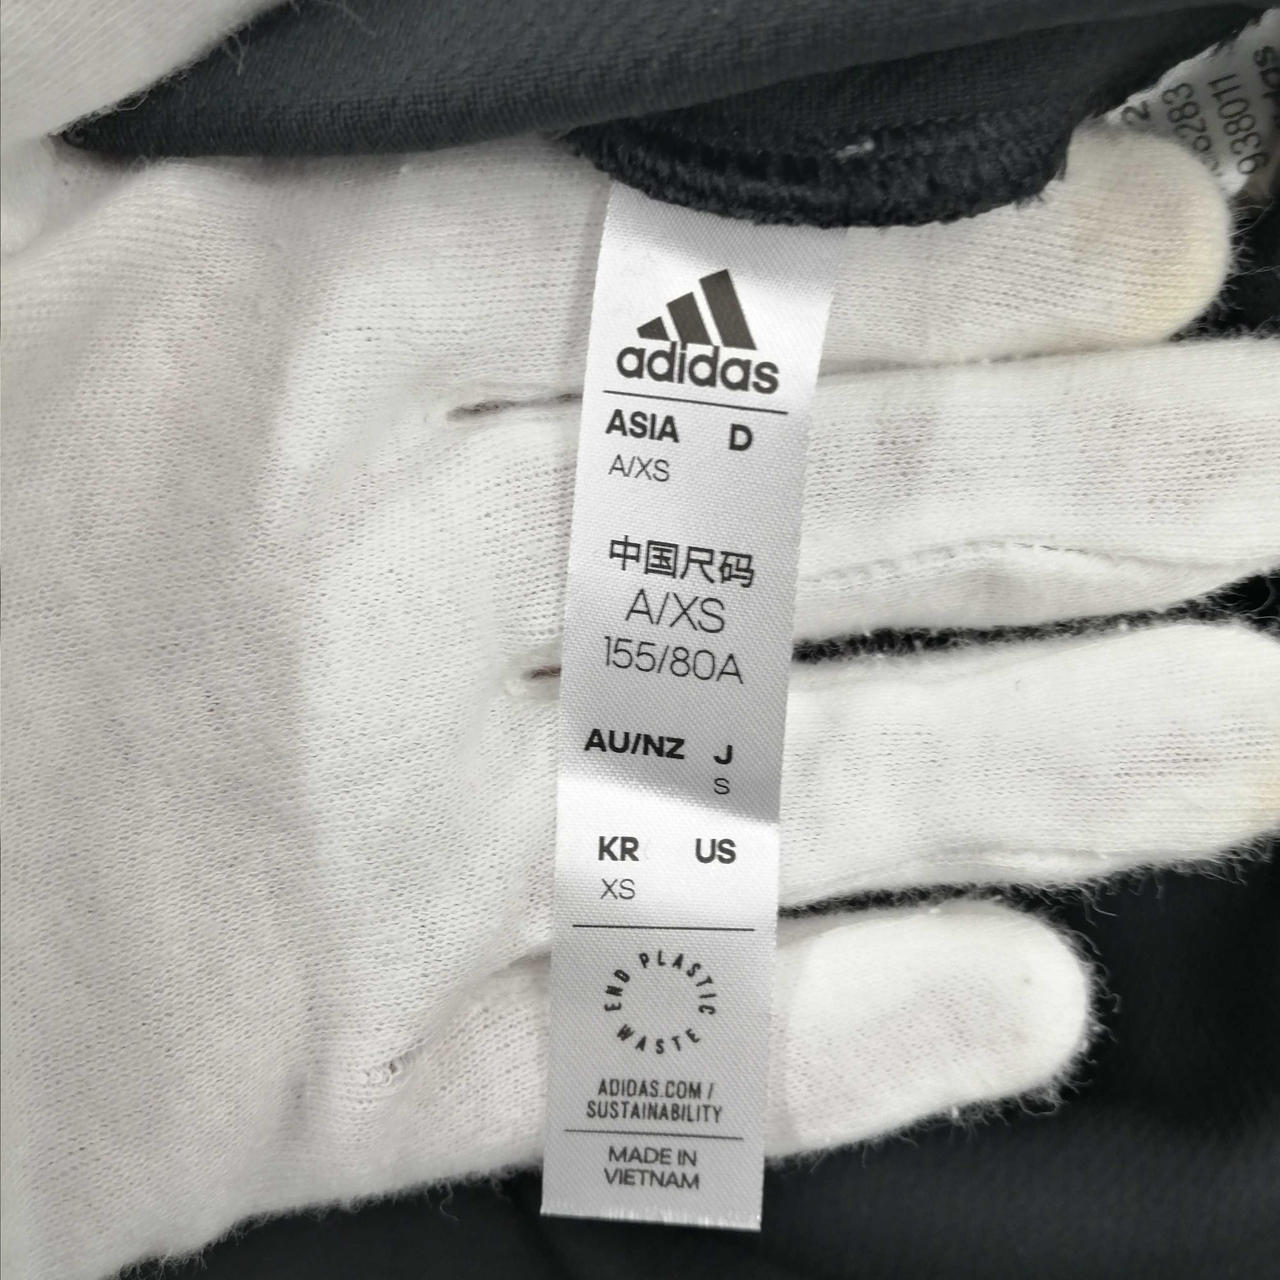 adidas
ASIA D
A/XS
中国尺码
A/XS
155/80A
AU/NZ J
S
KR US
XS
END PLASTIC WASTE
ADIDAS.COM /
SUSTAINABILITY
MADE IN
VIETNAM
938011